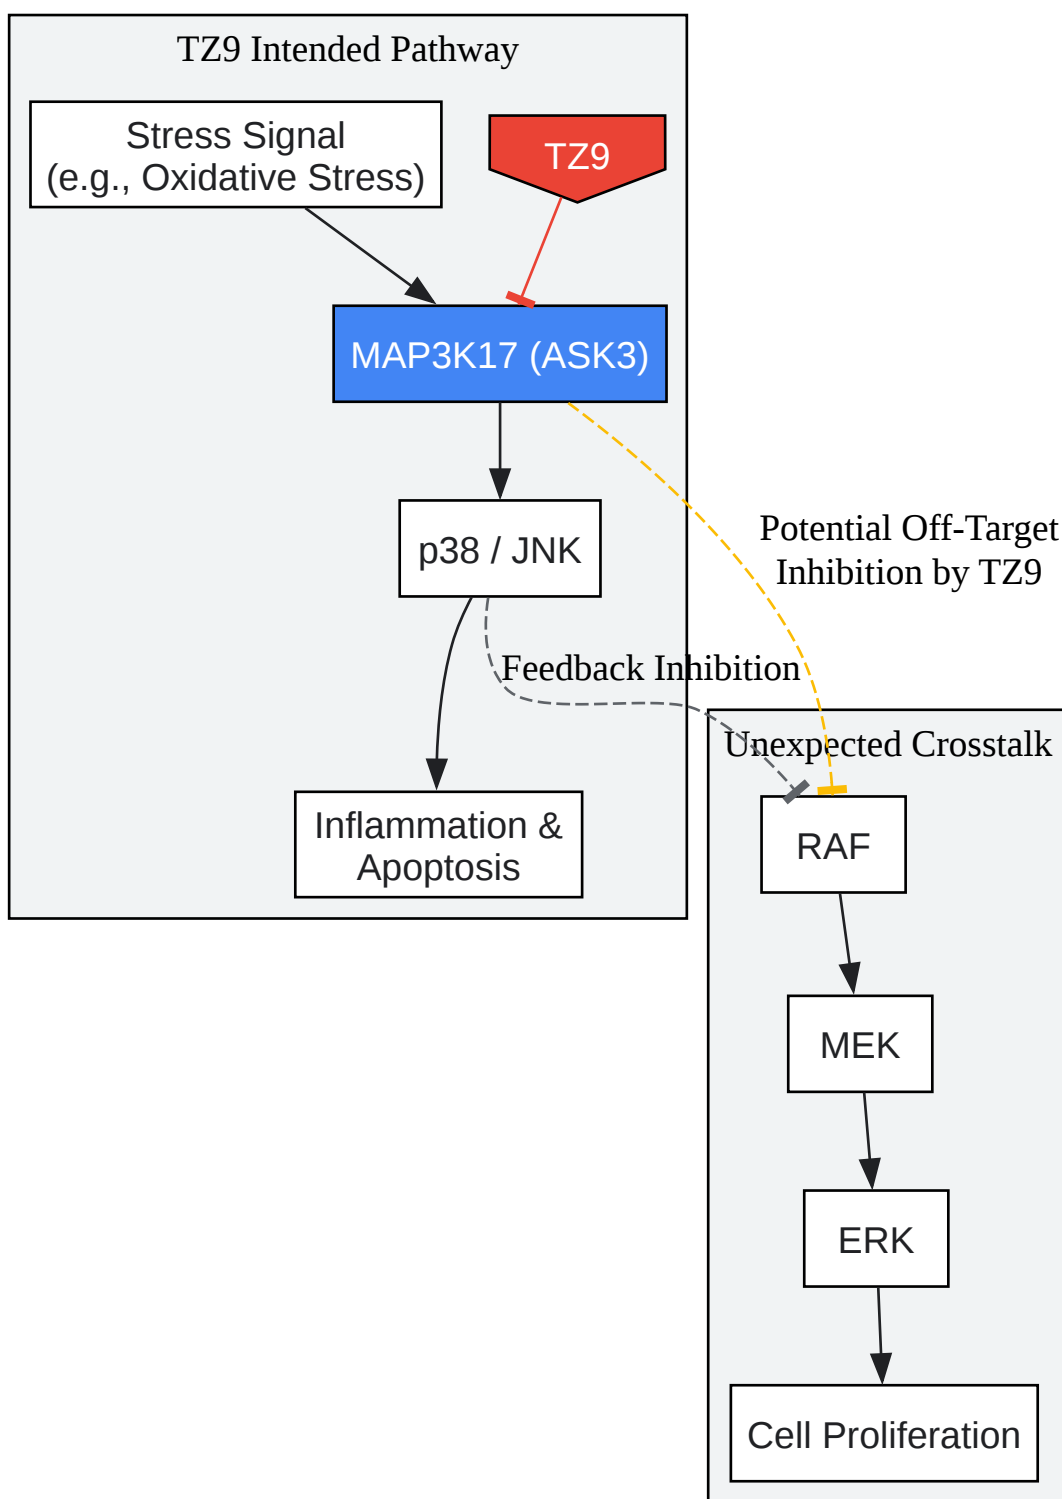 TZ9 Intended Pathway
Stress Signal
(e.g., Oxidative Stress)
TZ9
MAP3K17 (ASK3)
p38 / JNK
Potential Off-Target
Inhibition by TZ9
Feedback Inhibition
Unexpected Crosstalk
Inflammation &
Apoptosis
RAF
MEK
ERK
Cell Proliferation